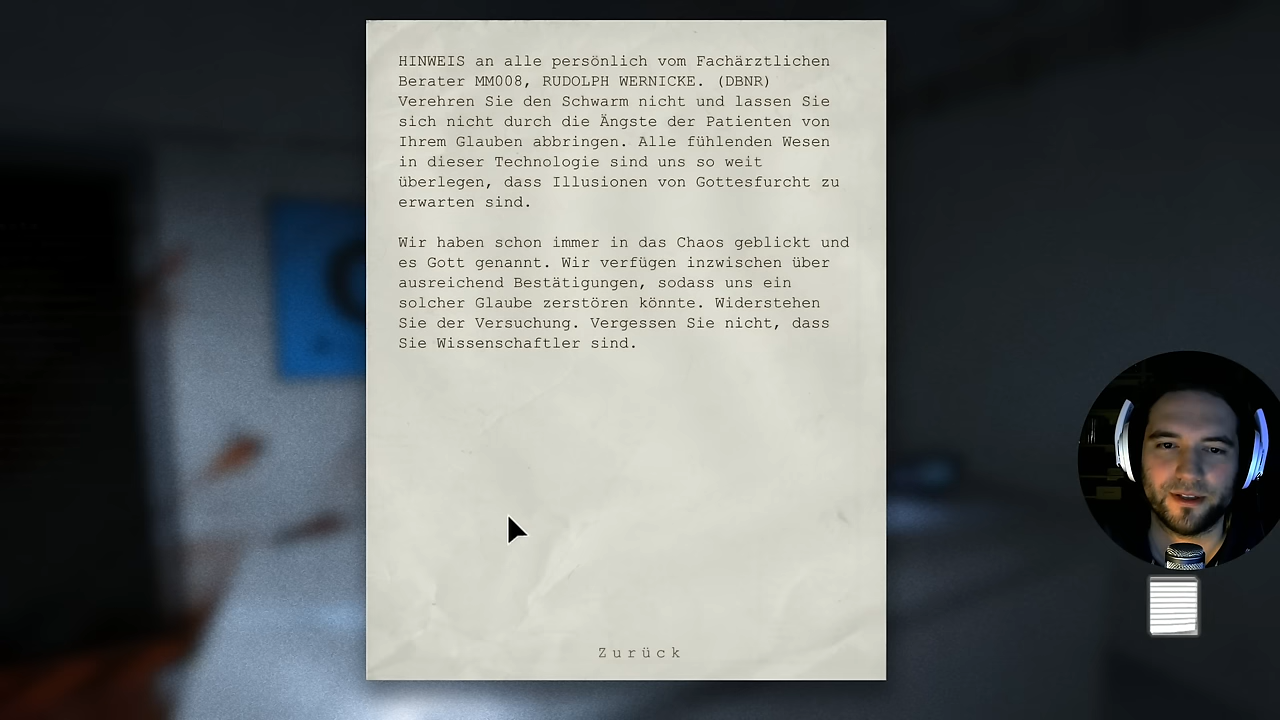 HINWEIS an alle persönlich vom Fachärztlichen
Berater MM008, RUDOLPH WERNICKE. (DBNR)
Verehren Sie den Schwarm nicht und lassen Sie
sich nicht durch die Ängste der Patienten von
Ihrem Glauben abbringen. Alle fühlenden Wesen
in dieser Technologie sind uns so weit
überlegen, dass Illusionen von Gottesfurcht zu
erwarten sind.
Wir haben schon immer in das Chaos geblickt und
es Gott genannt. Wir verfügen inzwischen über
ausreichend Bestätigungen, sodass uns ein
solcher Glaube zerstören könnte. Widerstehen
Sie der Versuchung. Vergessen Sie nicht, dass
Sie Wissenschaftler sind.
Zurück